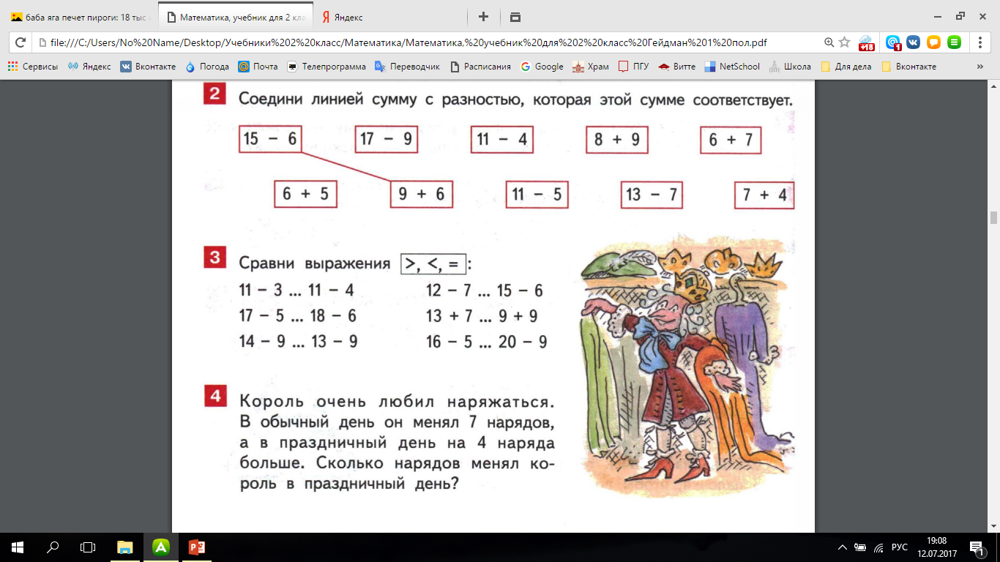 баба яга печет пироги: 18 тыс
Математика, учебник для 2 кла
Яндекс
file:///C:/Users/No%20Name/Desktop/Учебники%202%20класс/Математика/Математика,%20учебник%20для%202%20класс%20Гейдман%201%20пол.pdf
+18
1
Сервисы Яндекс Вконтакте Погода Почта Телепрограмма Переводчик Расписания Google Храм ПГУ Витте NetSchool Школа Для дела Вконтакте »
2 Соедини линией сумму с разностью, которая этой сумме соответствует.
15 − 6 17 − 9 11 − 4 8 + 9 6 + 7
6 + 5 9 + 6 11 − 5 13 − 7 7 + 4
3 Сравни выражения >, <, = :
11 − 3 ... 11 − 4 12 − 7 ... 15 − 6
17 − 5 ... 18 − 6 13 + 7 ... 9 + 9
14 − 9 ... 13 − 9 16 − 5 ... 20 − 9
4 Король очень любил наряжаться.
В обычный день он менял 7 нарядов,
а в праздничный день на 4 наряда
больше. Сколько нарядов менял ко-
роль в праздничный день?
РУС
19:08
12.07.2017
1